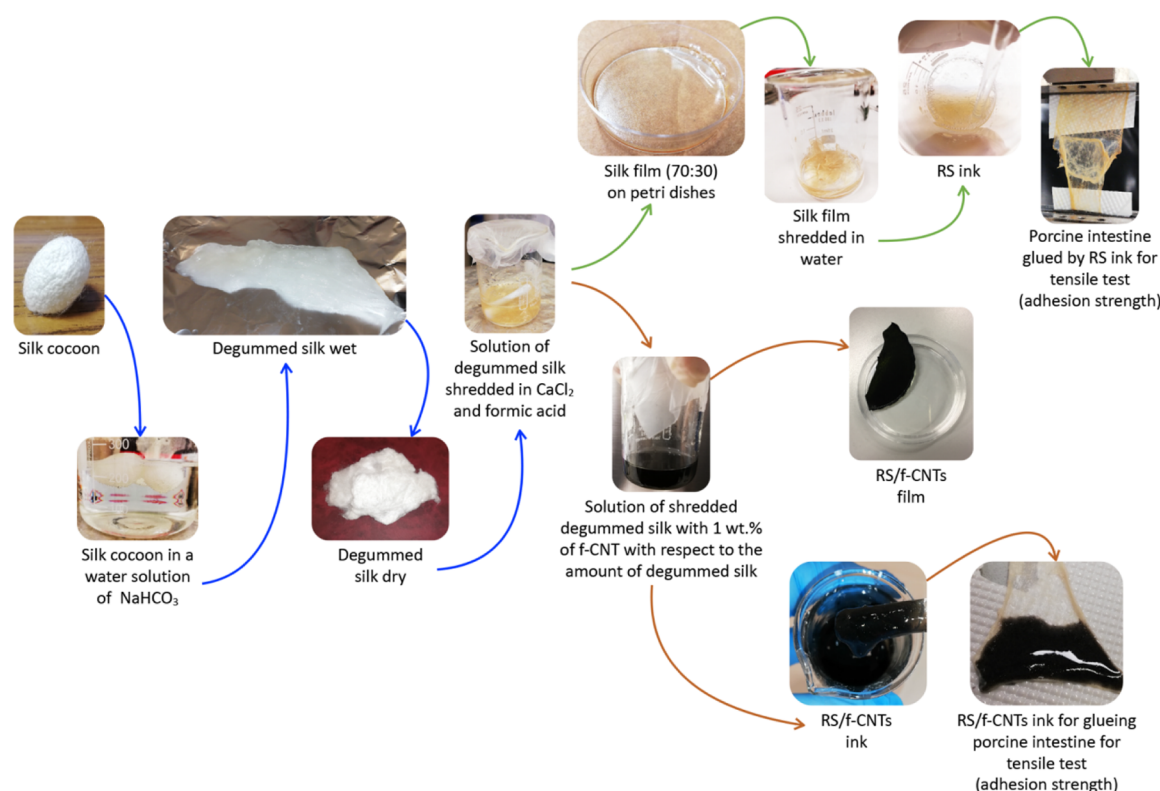 Silk cocoon
Silk cocoon in a
water solution
of NaHCO₃
Degummed silk wet
Degummed
silk dry
Solution of
degummed silk
shredded in CaCl₂
and formic acid
Silk film (70:30)
on petri dishes
Silk film
shredded in
water
RS ink
Porcine intestine
glued by RS ink for
tensile test
(adhesion strength)
Solution of shredded
degummed silk with 1 wt.%
of f-CNT with respect to the
amount of degummed silk
RS/f-CNTs
film
RS/f-CNTs
ink
RS/f-CNTs ink for glueing
porcine intestine for
tensile test
(adhesion strength)
300